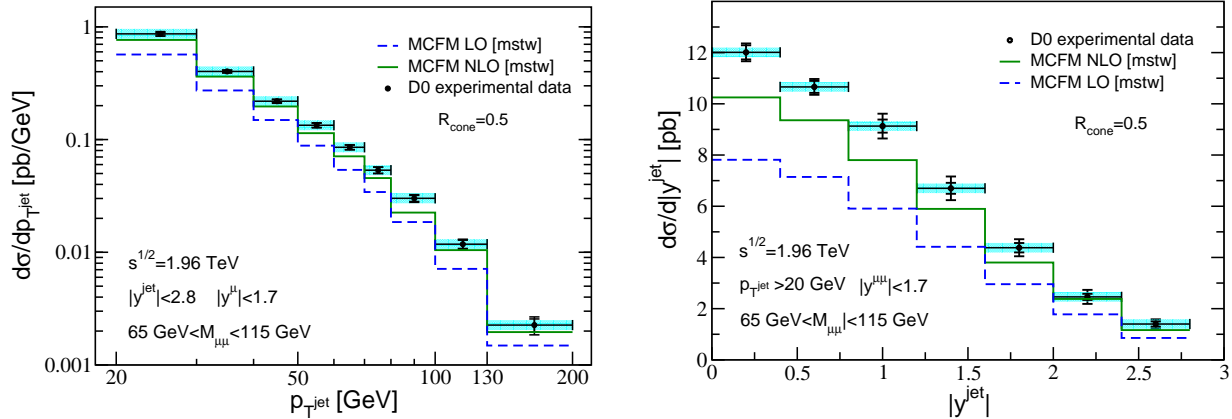 1
0.1
0.01
0.001
dσ/dp_T^jet [pb/GeV]
MCFM LO [mstw]
MCFM NLO [mstw]
D0 experimental data
R_cone=0.5
s^1/2=1.96 TeV
|y^jet|<2.8 |y^μ|<1.7
65 GeV<M_μμ<115 GeV
20 50 100 130 200
p_T^jet [GeV]
12
10
8
6
4
2
0
dσ/d|y^jet| [pb]
D0 experimental data
MCFM NLO [mstw]
MCFM LO [mstw]
R_cone=0.5
s^1/2=1.96 TeV
p_T^jet >20 GeV |y^μμ|<1.7
65 GeV<M_μμ|<115 GeV
0 0.5 1 1.5 2 2.5 3
|y^jet|